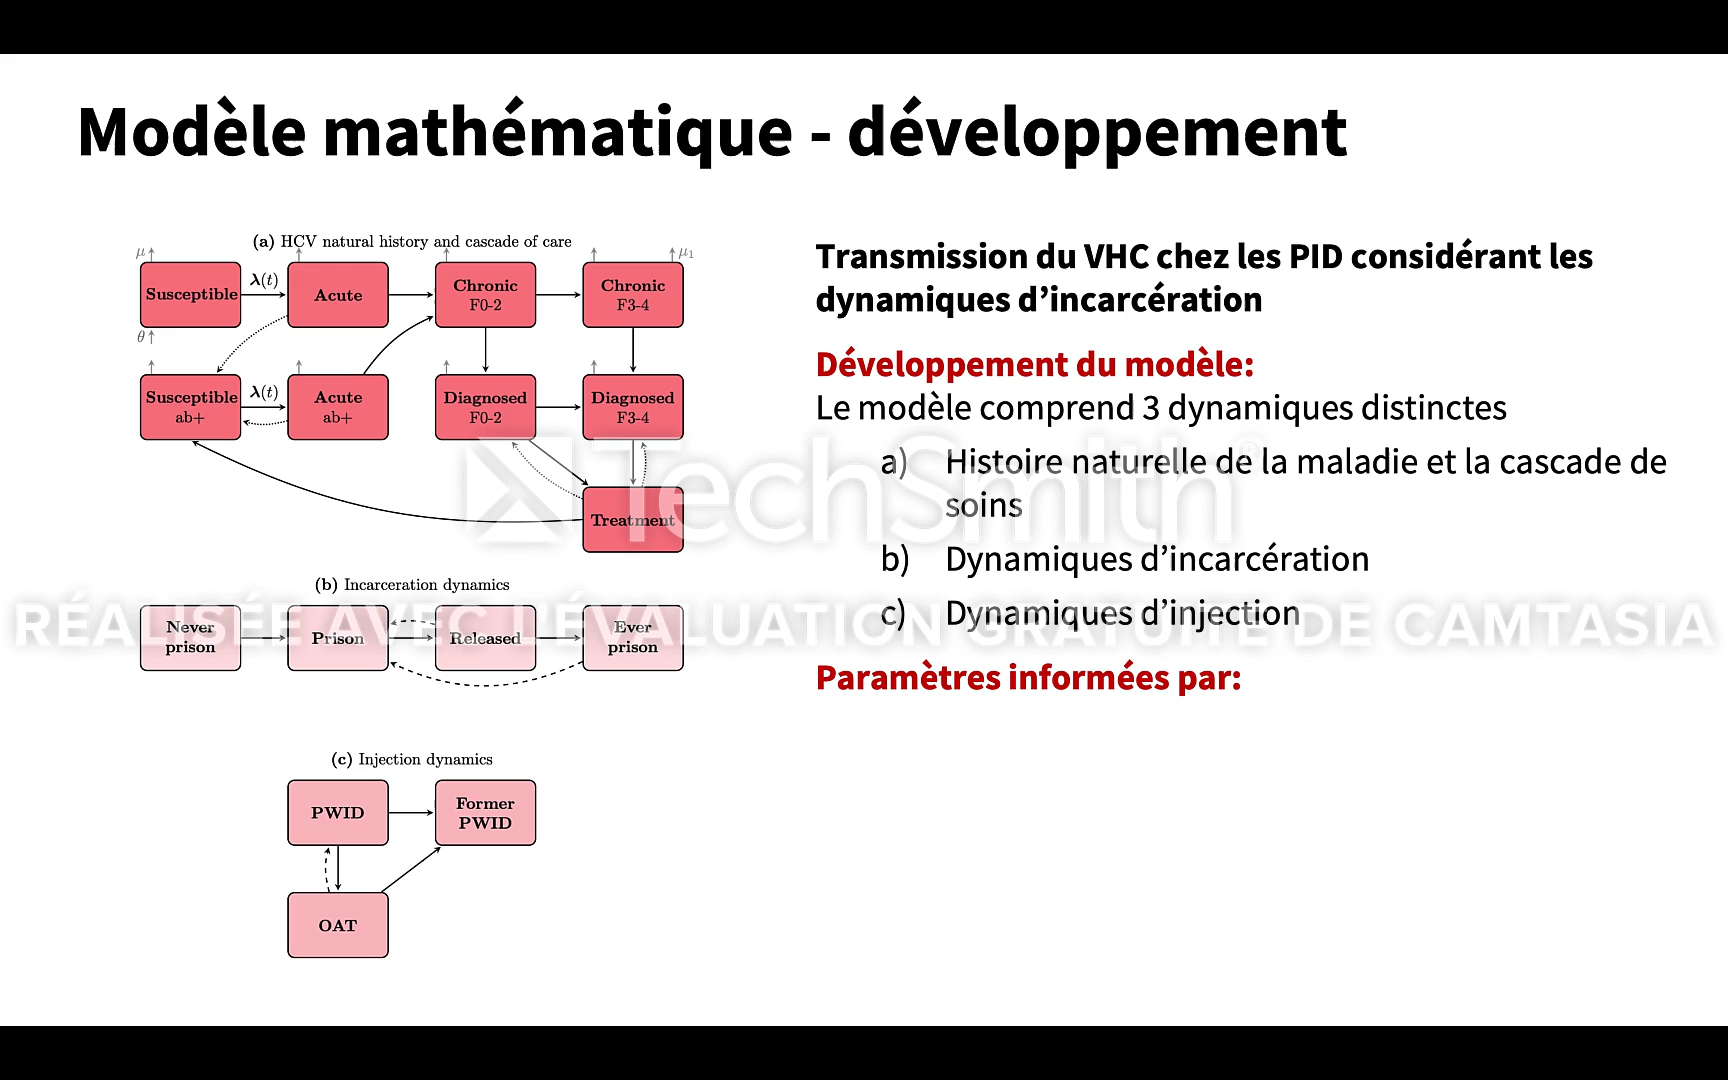 Modèle mathématique - développement
(a) HCV natural history and cascade of care
μ
μ1
Susceptible
λ(t)
Acute
Chronic
F0-2
Chronic
F3-4
θ
Susceptible
ab+
λ(t)
Acute
ab+
Diagnosed
F0-2
Diagnosed
F3-4
Treatment
(b) Incarceration dynamics
Never
prison
Prison
Released
Ever
prison
(c) Injection dynamics
PWID
Former
PWID
OAT
Transmission du VHC chez les PID considérant les
dynamiques d’incarcération
Développement du modèle:
Le modèle comprend 3 dynamiques distinctes
a) Histoire naturelle de la maladie et la cascade de
soins
b) Dynamiques d’incarcération
c) Dynamiques d’injection
Paramètres informées par:
TechSmith®
RÉALISÉE AVEC L'ÉVALUATION GRATUITE DE CAMTASIA